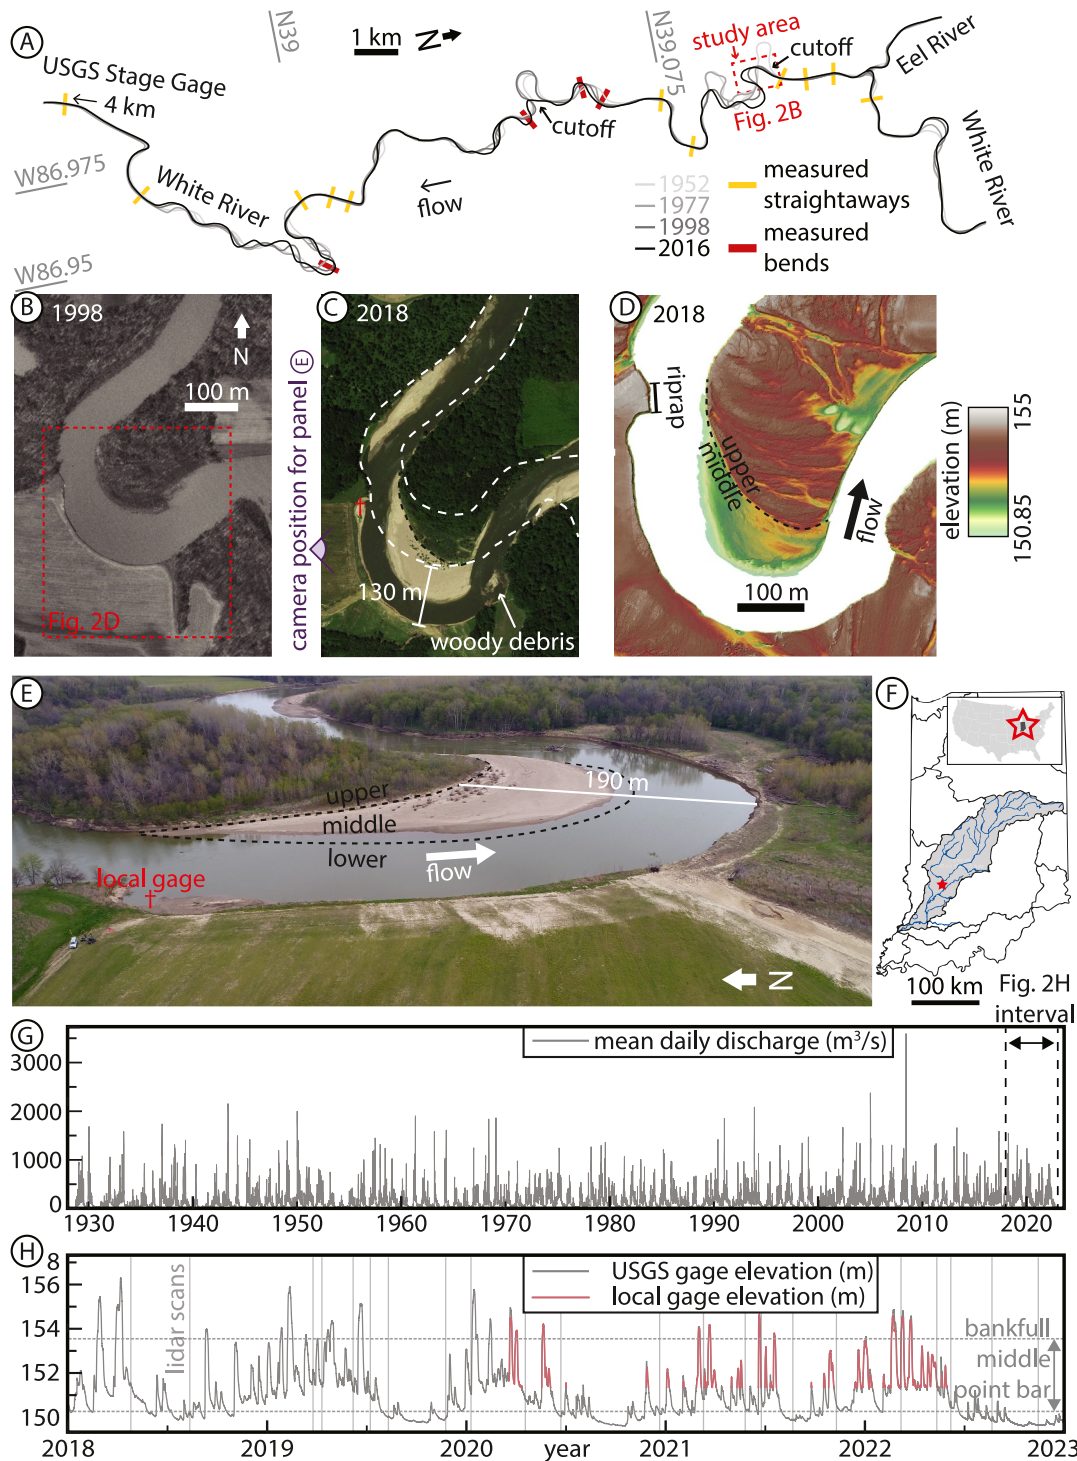 A
N39
1 km
N
N39.075
study area
cutoff
Eel River
USGS Stage Gage
4 km
Fig. 2B
cutoff
W86.975
White River
flow
White River
1952
1977
1998
2016
measured
straightaways
measured
bends
W86.95
B
1998
N
100 m
Fig. 2D
camera position for panel E
C
2018
130 m
woody debris
D
2018
riprap
upper
middle
flow
100 m
elevation (m)
155
150.85
E
190 m
upper
middle
lower
flow
local gage
N
F
100 km
Fig. 2H
interval
G
mean daily discharge (m³/s)
3000
2000
1000
0
1930 1940 1950 1960 1970 1980 1990 2000 2010 2020
H
8
156
154
152
150
lidar scans
USGS gage elevation (m)
local gage elevation (m)
bankfull
middle
point bar
2018 2019 2020 year 2021 2022 2023